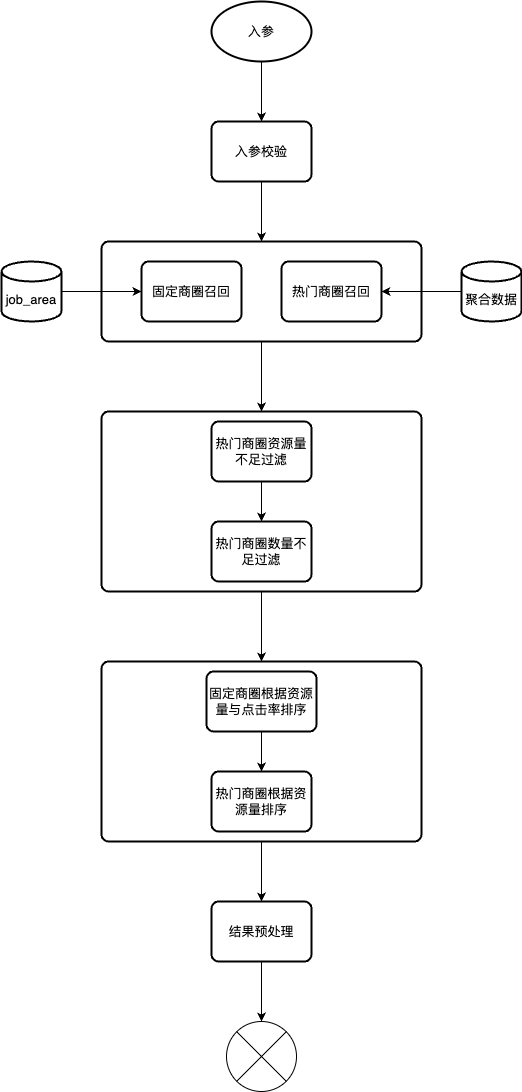 入参
入参校验
job_area
固定商圈召回
热门商圈召回
聚合数据
热门商圈资源量
不足过滤
热门商圈数量不
足过滤
固定商圈根据资源
量与点击率排序
热门商圈根据资
源量排序
结果预处理